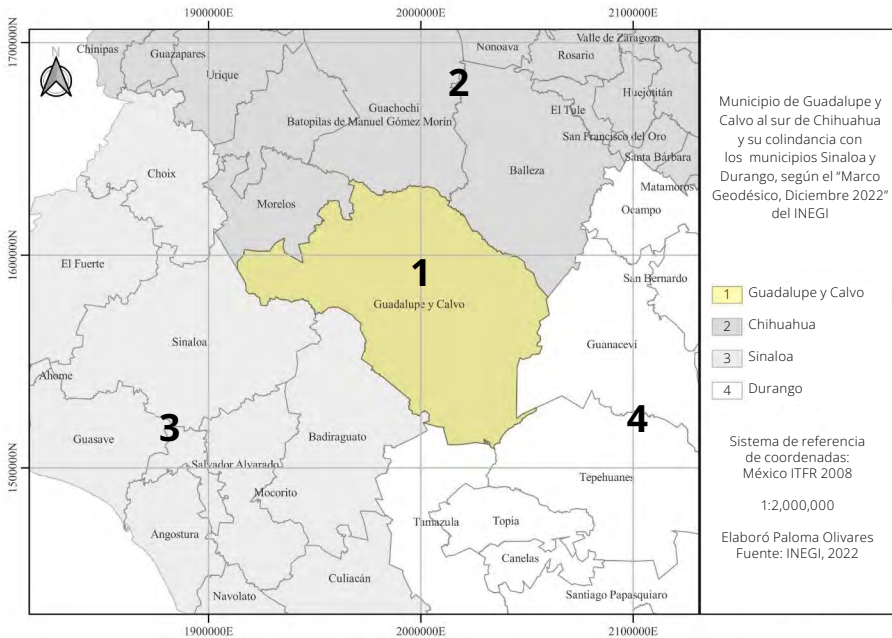 1900000E
2000000E
2100000E
1700000N
1600000N
1500000N
N
Chínipas
Guazapares
Urique
Nonoava
Valle de Zaragoza
Rosario
2
Huejotitán
Guachochi
Batopilas de Manuel Gómez Morín
El Tule
San Francisco del Oro
Santa Bárbara
Choix
Balleza
Matamoros
Morelos
Ocampo
El Fuerte
1
San Bernardo
Guadalupe y Calvo
Sinaloa
Guanaceví
Ahome
3
4
Guasave
Badiraguato
Salvador Alvarado
Tepehuanes
Mocorito
Angostura
Tamazula
Topia
Canelas
Culiacán
Navolato
Santiago Papasquiaro
1900000E
2000000E
2100000E
Municipio de Guadalupe y
Calvo al sur de Chihuahua
y su colindancia con
los municipios Sinaloa y
Durango, según el "Marco
Geodésico, Diciembre 2022"
del INEGI
1 Guadalupe y Calvo
2 Chihuahua
3 Sinaloa
4 Durango
Sistema de referencia
de coordenadas:
México ITFR 2008
1:2,000,000
Elaboró Paloma Olivares
Fuente: INEGI, 2022